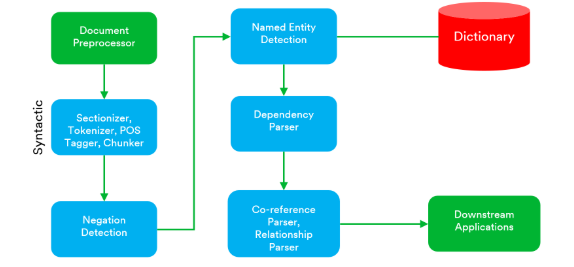 Document
Preprocessor
Syntactic
Sectionizer,
Tokenizer, POS
Tagger, Chunker
Negation
Detection
Named Entity
Detection
Dictionary
Dependency
Parser
Co-reference
Parser,
Relationship
Parser
Downstream
Applications